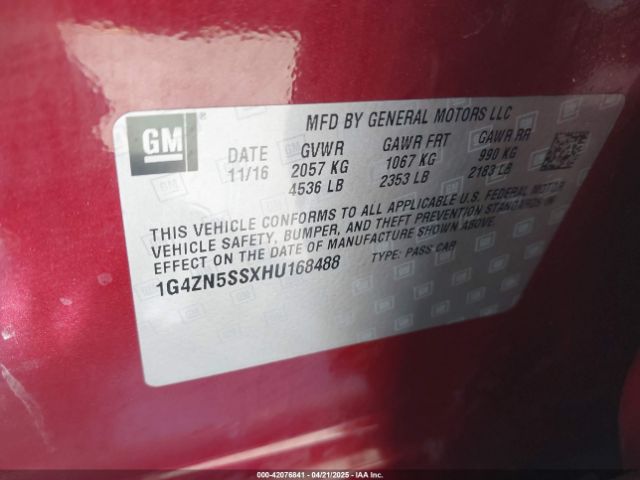 GM
MFD BY GENERAL MOTORS LLC
DATE GVWR GAWR FRT GAWR RR
11/16 2057 KG 1067 KG 990 KG
4536 LB 2353 LB 2183 LB
THIS VEHICLE CONFORMS TO ALL APPLICABLE U.S. FEDERAL MOTOR
VEHICLE SAFETY, BUMPER, AND THEFT PREVENTION STANDARDS IN
EFFECT ON THE DATE OF MANUFACTURE SHOWN ABOVE.
1G4ZN5SSXHU168488 TYPE: PASS CAR
000-42076841 - 04/21/2025 - IAAI, Inc.